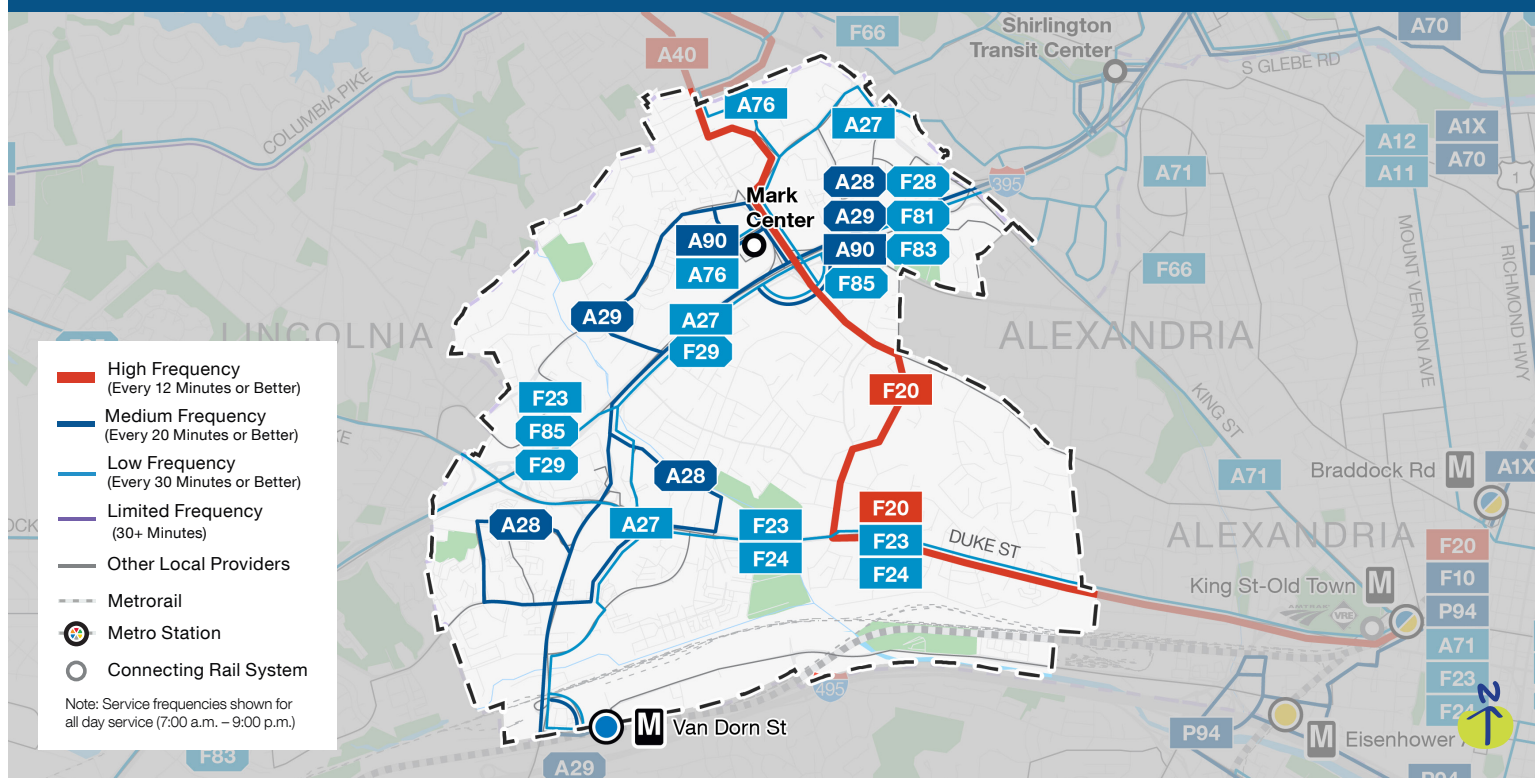 Shirlington
Transit Center
F66
A70
A40
S GLEBE RD
COLUMBIA PIKE
A76
A27
A1X
A12
A70
A71
A11
1
395
A28 F28
Mark
Center
A29 F81
A90
A90 F83
A76
F85
F66
MOUNT VERNON AVE
RICHMOND HWY
A29
A27
F29
LINCOLNIA
ALEXANDRIA
High Frequency
(Every 12 Minutes or Better)
Medium Frequency
(Every 20 Minutes or Better)
Low Frequency
(Every 30 Minutes or Better)
Limited Frequency
(30+ Minutes)
Other Local Providers
Metrorail
Metro Station
Connecting Rail System
Note: Service frequencies shown for
all day service (7:00 a.m. – 9:00 p.m.)
F23
F85
F29
F20
KING ST
A28
A71
Braddock Rd M
A1X
A28
A27
F23
F24
F20
F23
F24
DUKE ST
ALEXANDRIA
King St-Old Town M
AMTRAK
VRE
F20
F10
P94
A71
F23
F24
495
M Van Dorn St
P94
M Eisenhower
F83
A29
P94
N